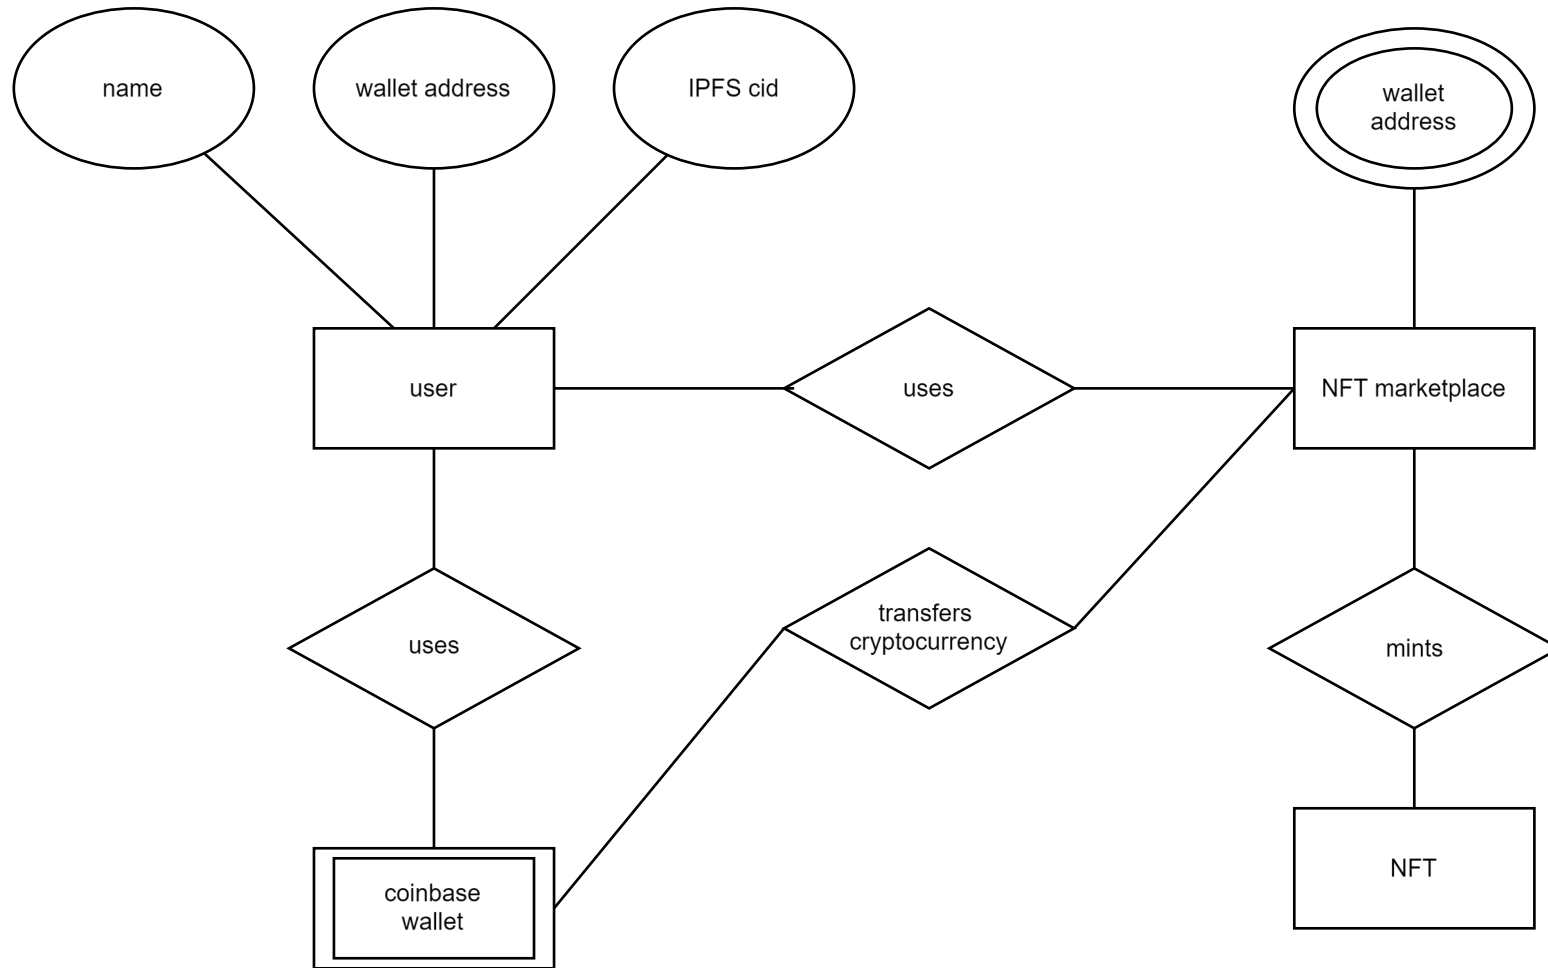 name
wallet address
IPFS cid
wallet
address
user
uses
NFT marketplace
uses
transfers
cryptocurrency
mints
coinbase
wallet
NFT